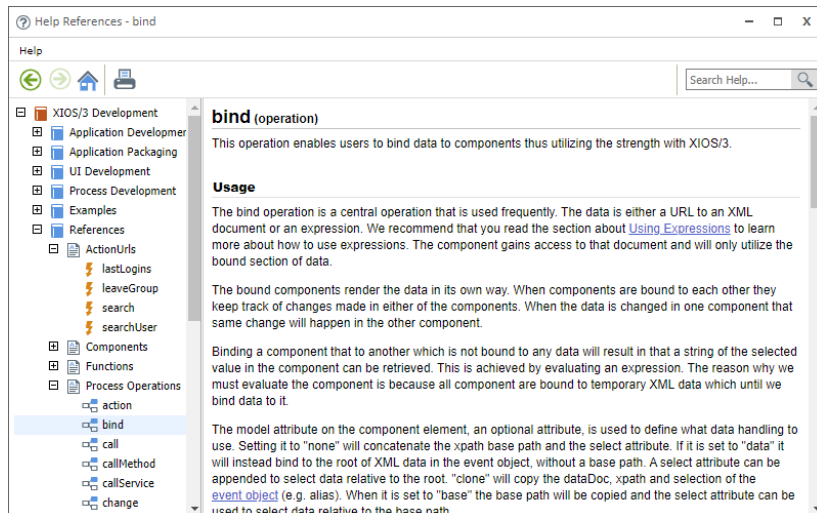 Help References - bind
Help
Search Help...
XIOS/3 Development
Application Developmer
Application Packaging
UI Development
Process Development
Examples
References
ActionUrls
lastLogins
leaveGroup
search
searchUser
Components
Functions
Process Operations
action
bind
call
callMethod
callService
change
bind (operation)
This operation enables users to bind data to components thus utilizing the strength with XIOS/3.
Usage
The bind operation is a central operation that is used frequently. The data is either a URL to an XML
document or an expression. We recommend that you read the section about Using Expressions to learn
more about how to use expressions. The component gains access to that document and will only utilize the
bound section of data.
The bound components render the data in its own way. When components are bound to each other they
keep track of changes made in either of the components. When the data is changed in one component that
same change will happen in the other component.
Binding a component that to another which is not bound to any data will result in that a string of the selected
value in the component can be retrieved. This is achieved by evaluating an expression. The reason why we
must evaluate the component is because all component are bound to temporary XML data which until we
bind data to it.
The model attribute on the component element, an optional attribute, is used to define what data handling to
use. Setting it to "none" will concatenate the xpath base path and the select attribute. If it is set to "data" it
will instead bind to the root of XML data in the event object, without a base path. A select attribute can be
appended to select data relative to the root. "clone" will copy the dataDoc, xpath and selection of the
event object (e.g. alias). When it is set to "base" the base path will be copied and the select attribute can be
used to select data relative to the base path.